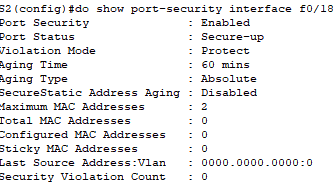 S2(config)#do show port-security interface f0/18
Port Security              : Enabled
Port Status                : Secure-up
Violation Mode             : Protect
Aging Time                 : 60 mins
Aging Type                 : Absolute
SecureStatic Address Aging : Disabled
Maximum MAC Addresses      : 2
Total MAC Addresses        : 0
Configured MAC Addresses   : 0
Sticky MAC Addresses       : 0
Last Source Address:Vlan   : 0000.0000.0000:0
Security Violation Count   : 0